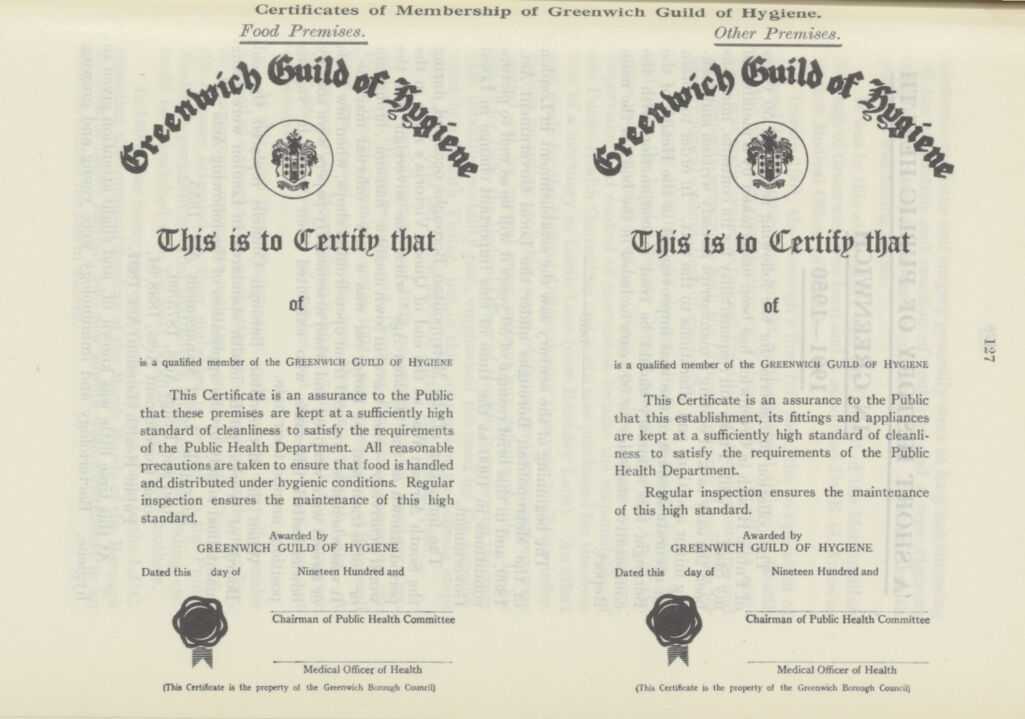 Certificates of Membership of Greenwich Guild of Hygiene.
Food Premises.
Greenwich Guild of Hygiene
This is to Certify that
of
is a qualified member of the GREENWICH GUILD OF HYGIENE
This Certificate is an assurance to the Public
that these premises are kept at a sufficiently high
standard of cleanliness to satisfy the requirements
of the Public Health Department. All reasonable
precautions are taken to ensure that food is handled
and distributed under hygienic conditions. Regular
inspection ensures the maintenance of this high
standard.
Awarded by
GREENWICH GUILD OF HYGIENE
Dated this day of Nineteen Hundred and
Chairman of Public Health Committee
Medical Officer of Health
(This Certificate is the property of the Greenwich Borough Council)
Other Premises.
Greenwich Guild of Hygiene
This is to Certify that
of
is a qualified member of the GREENWICH GUILD OF HYGIENE
This Certificate is an assurance to the Public
that this establishment, its fittings and appliances
are kept at a sufficiently high standard of cleanli-
ness to satisfy the requirements of the Public
Health Department.
Regular inspection ensures the maintenance
of this high standard.
Awarded by
GREENWICH GUILD OF HYGIENE
Dated this day of Nineteen Hundred and
Chairman of Public Health Committee
Medical Officer of Health
(This Certificate is the property of the Greenwich Borough Council)
127